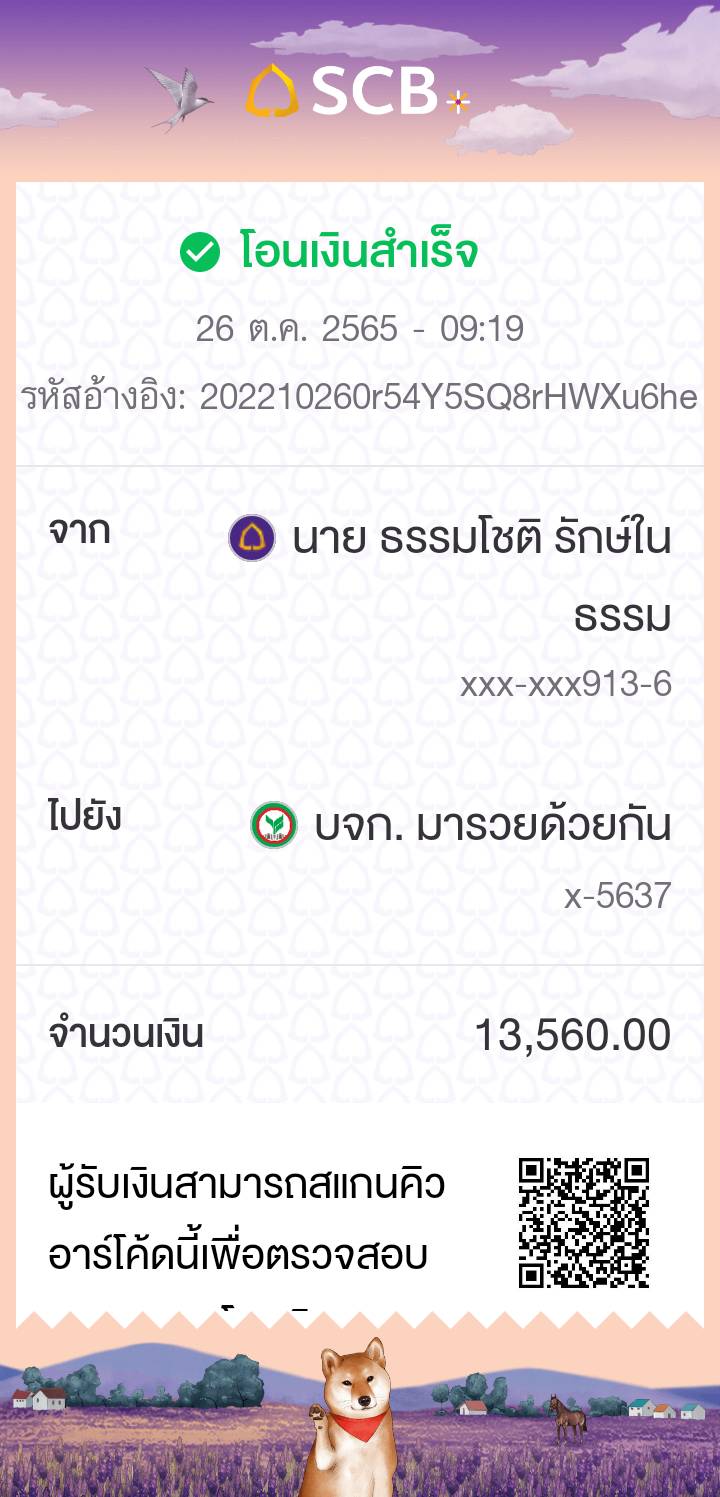 SCB
โอนเงินสำเร็จ
26 ต.ค. 2565 - 09:19
รหัสอ้างอิง: 202210260r54Y5SQ8rHWXu6he
จาก
นาย ธรรมโชติ รักษ์ใน
ธรรม
xxx-xxx913-6
ไปยัง
บจก. มารวยด้วยกัน
x-5637
จำนวนเงิน
13,560.00
ผู้รับเงินสามารถสแกนคิว
อาร์โค้ดนี้เพื่อตรวจสอบ